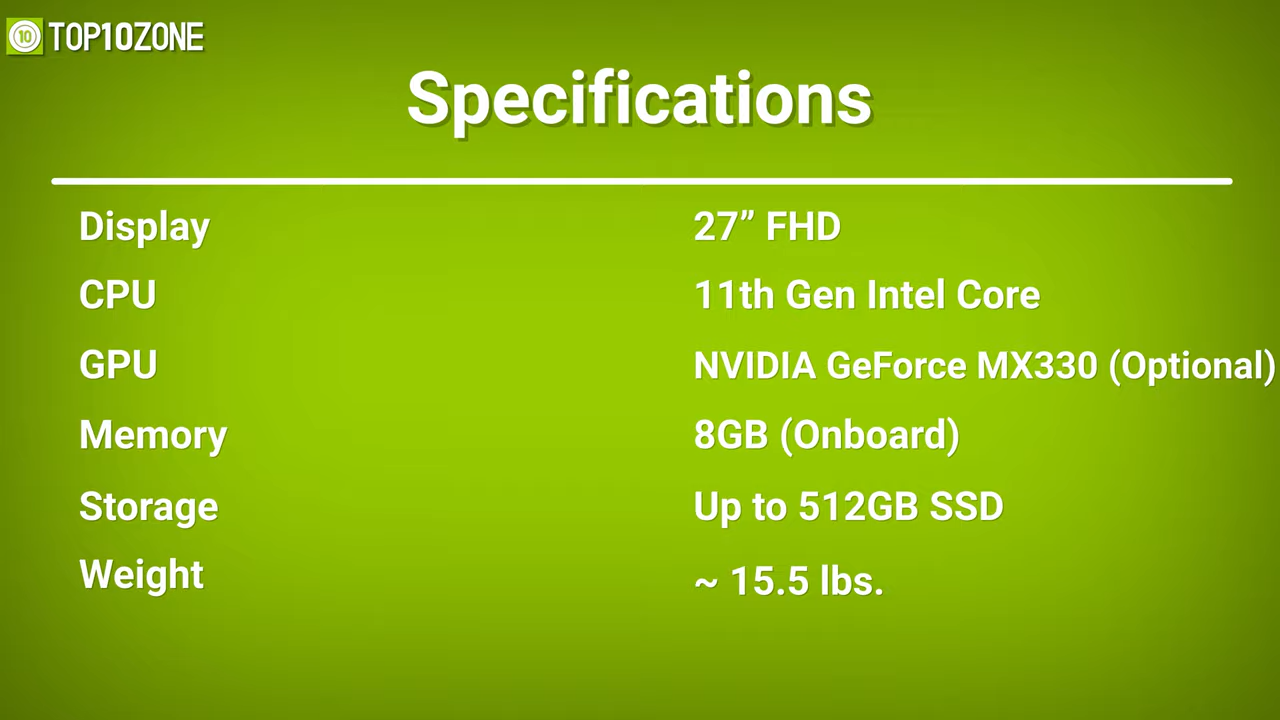 10 TOP10ZONE
Specifications
Display 27” FHD
CPU 11th Gen Intel Core
GPU NVIDIA GeForce MX330 (Optional)
Memory 8GB (Onboard)
Storage Up to 512GB SSD
Weight ~ 15.5 lbs.